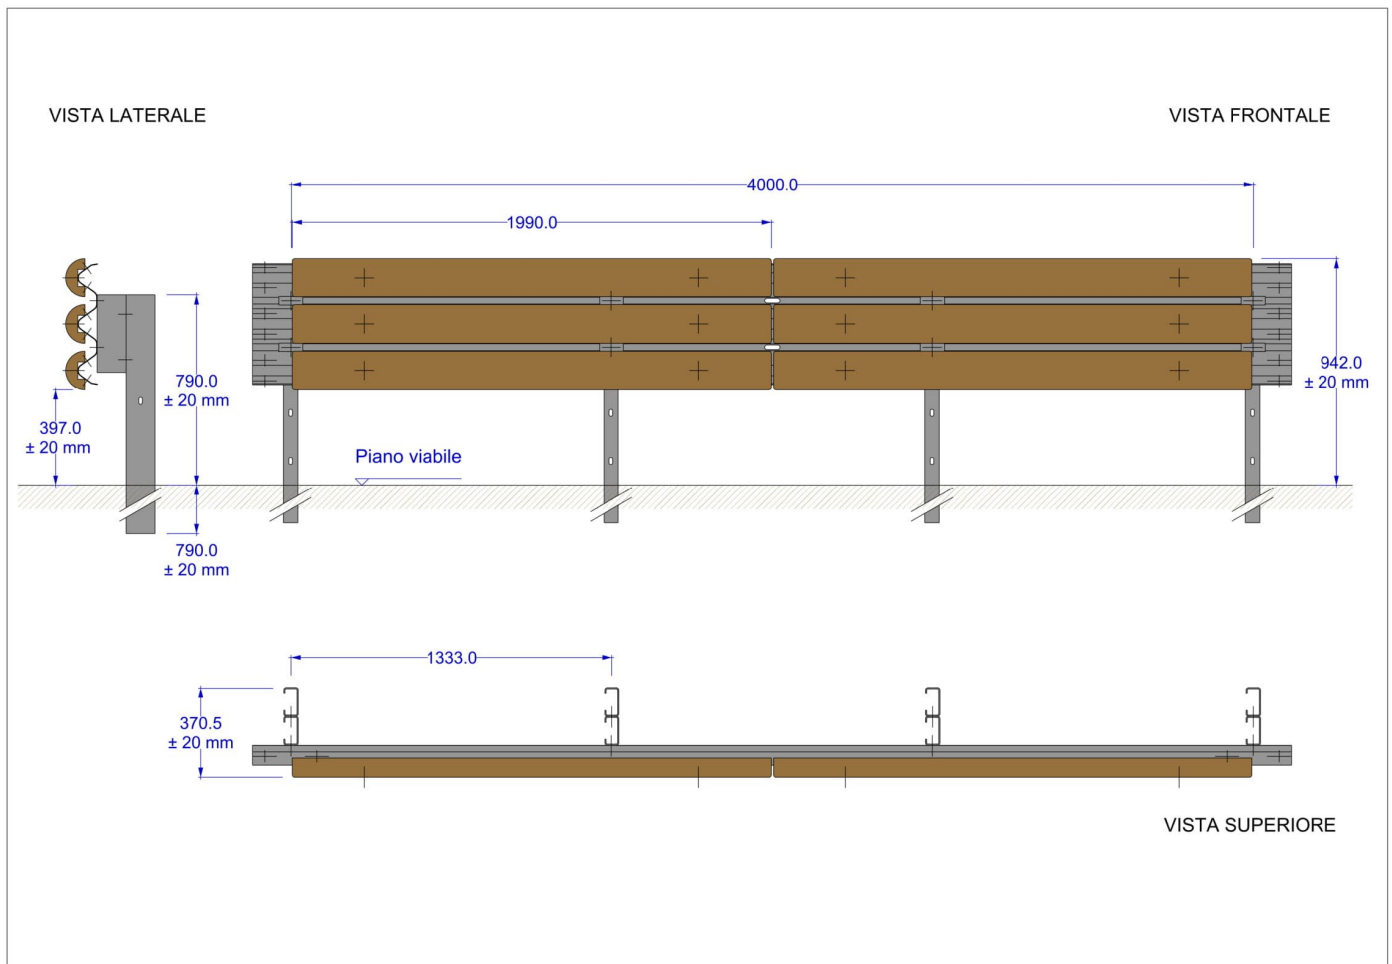 VISTA LATERALE
VISTA FRONTALE
4000.0
1990.0
790.0
± 20 mm
942.0
± 20 mm
397.0
± 20 mm
Piano viabile
790.0
± 20 mm
1333.0
370.5
± 20 mm
VISTA SUPERIORE